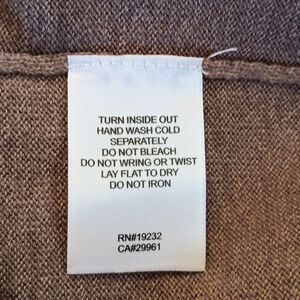 TURN INSIDE OUT
HAND WASH COLD
SEPARATELY
DO NOT BLEACH
DO NOT WRING OR TWIST
LAY FLAT TO DRY
DO NOT IRON
RN#19232
CA#29961